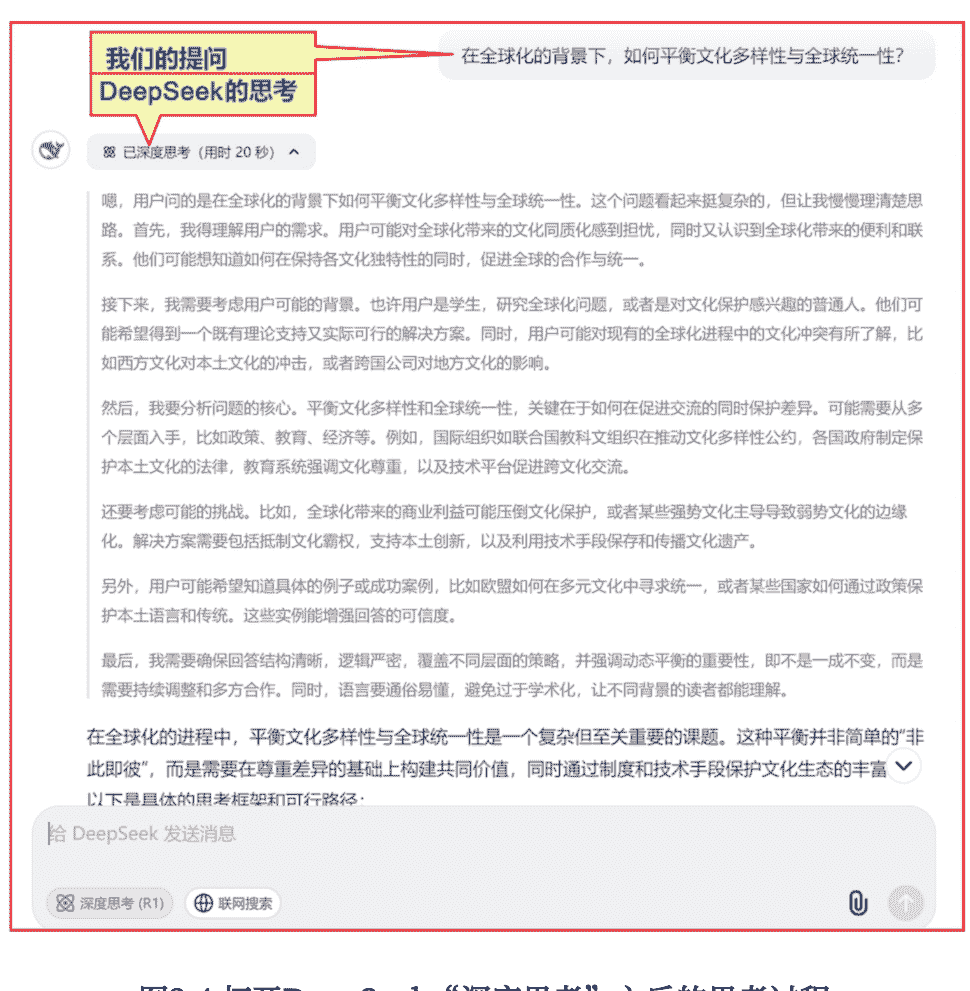 我们的提问
在全球化的背景下，如何平衡文化多样性与全球统一性？
DeepSeek的思考
已深度思考（用时 20 秒）
嗯，用户问的是在全球化的背景下如何平衡文化多样性与全球统一性。这个问题看起来挺复杂的，但让我慢慢理清楚思
路。首先，我得理解用户的需求。用户可能对全球化带来的文化同质化感到担忧，同时又认识到全球化带来的便利和联
系。他们可能想知道如何在保持各文化独特性的同时，促进全球的合作与统一。
接下来，我需要考虑用户可能的背景。也许用户是学生，研究全球化问题，或者是对文化保护感兴趣的普通人。他们可
能希望得到一个既有理论支持又实际可行的解决方案。同时，用户可能对现有的全球化进程中的文化冲突有所了解，比
如西方文化对本土文化的冲击，或者跨国公司对地方文化的影响。
然后，我要分析问题的核心。平衡文化多样性和全球统一性，关键在于如何在促进交流的同时保护差异。可能需要从多
个层面入手，比如政策、教育、经济等。例如，国际组织如联合国教科文组织在推动文化多样性公约，各国政府制定保
护本土文化的法律，教育系统强调文化尊重，以及技术平台促进跨文化交流。
还要考虑可能的挑战。比如，全球化带来的商业利益可能压倒文化保护，或者某些强势文化主导导致弱势文化的边缘
化。解决方案需要包括抵制文化霸权，支持本土创新，以及利用技术手段保存和传播文化遗产。
另外，用户可能希望知道具体的例子或成功案例，比如欧盟如何在多元文化中寻求统一，或者某些国家如何通过政策保
护本土语言和传统。这些实例能增强回答的可信度。
最后，我需要确保回答结构清晰，逻辑严密，覆盖不同层面的策略，并强调动态平衡的重要性，即不是一成不变，而是
需要持续调整和多方合作。同时，语言要通俗易懂，避免过于学术化，让不同背景的读者都能理解。
在全球化的进程中，平衡文化多样性与全球统一性是一个复杂但至关重要的课题。这种平衡并非简单的“非
此即彼”，而是需要在尊重差异的基础上构建共同价值，同时通过制度和技术手段保护文化生态的丰富
以下是具体的思考框架和可行路径：
给 DeepSeek 发送消息
深度思考 (R1)
联网搜索